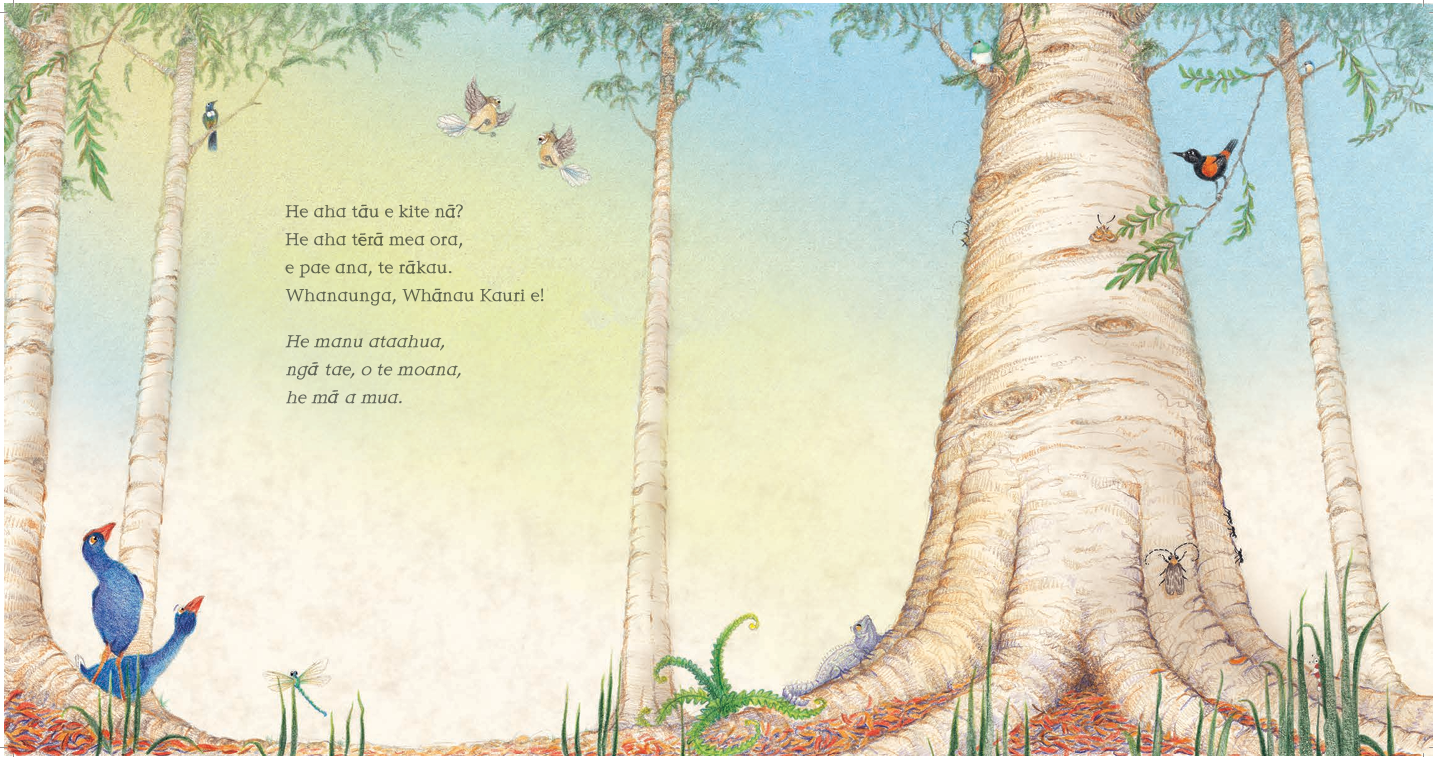 He aha tāu e kite nā?
He aha tērā mea ora,
e pae ana, te rākau.
Whanaunga, Whānau Kauri e!
He manu ataahua,
ngā tae, o te moana,
he mā a mua.